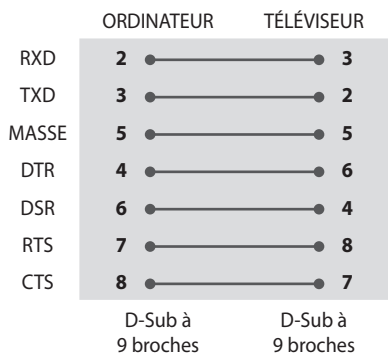 ORDINATEUR TÉLÉVISEUR
RXD 2 3
TXD 3 2
MASSE 5 5
DTR 4 6
DSR 6 4
RTS 7 8
CTS 8 7
D-Sub à D-Sub à
9 broches 9 broches